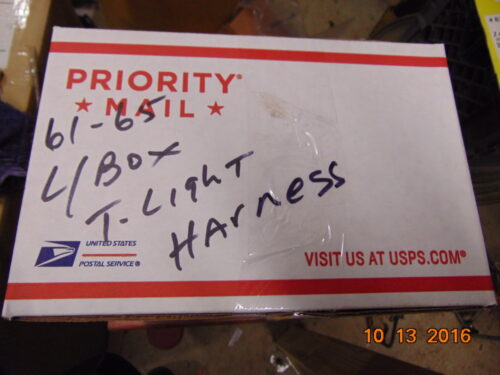 PRIORITY®
★ MAIL ★
61-65
L/BOX
T-LigHT
HArness
UNITED STATES
POSTAL SERVICE®
VISIT US AT USPS.COM®
10 13 2016